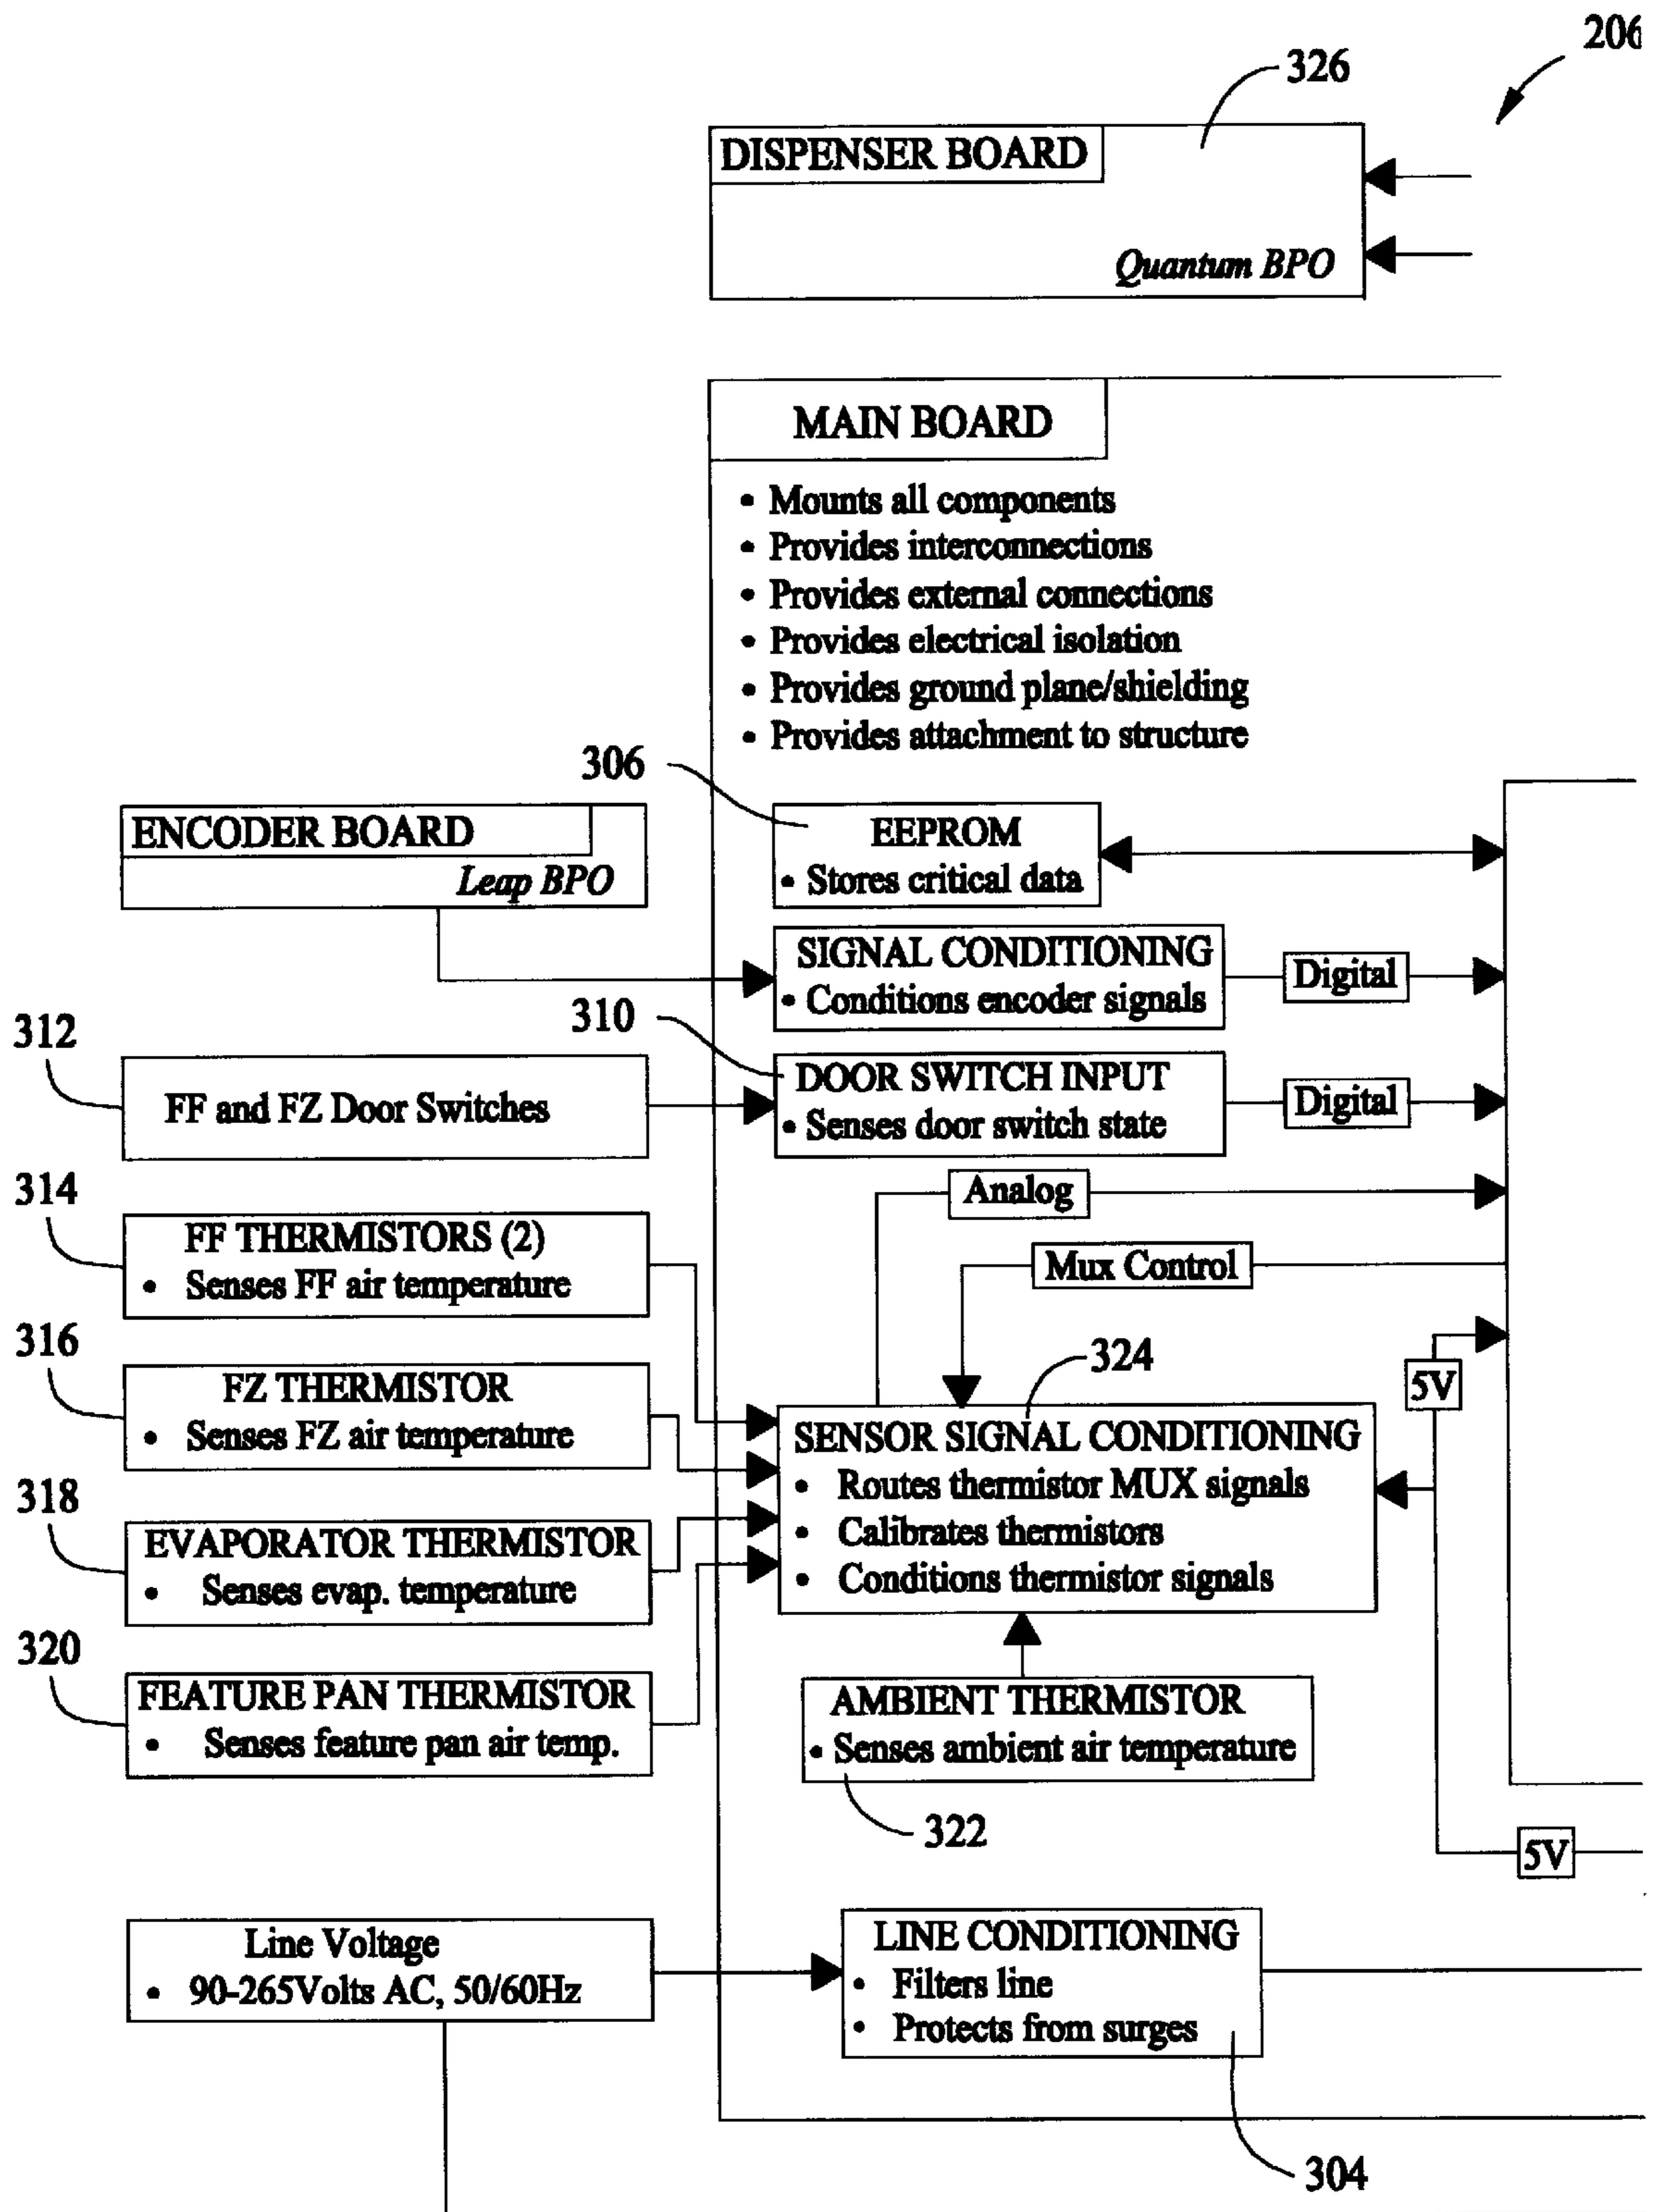 206
326
DISPENSER BOARD
Quantum BPO
MAIN BOARD
• Mounts all components
• Provides interconnections
• Provides external connections
• Provides electrical isolation
• Provides ground plane/shielding
• Provides attachment to structure
306
ENCODER BOARD
Leap BPO
EEPROM
• Stores critical data
SIGNAL CONDITIONING
• Conditions encoder signals
Digital
310
312
FF and FZ Door Switches
DOOR SWITCH INPUT
• Senses door switch state
Digital
Analog
Mux Control
314
FF THERMISTORS (2)
• Senses FF air temperature
316
FZ THERMISTOR
• Senses FZ air temperature
324
5V
SENSOR SIGNAL CONDITIONING
• Routes thermistor MUX signals
• Calibrates thermistors
• Conditions thermistor signals
318
EVAPORATOR THERMISTOR
• Senses evap. temperature
320
FEATURE PAN THERMISTOR
• Senses feature pan air temp.
AMBIENT THERMISTOR
• Senses ambient air temperature
322
5V
Line Voltage
• 90-265Volts AC, 50/60Hz
LINE CONDITIONING
• Filters line
• Protects from surges
304